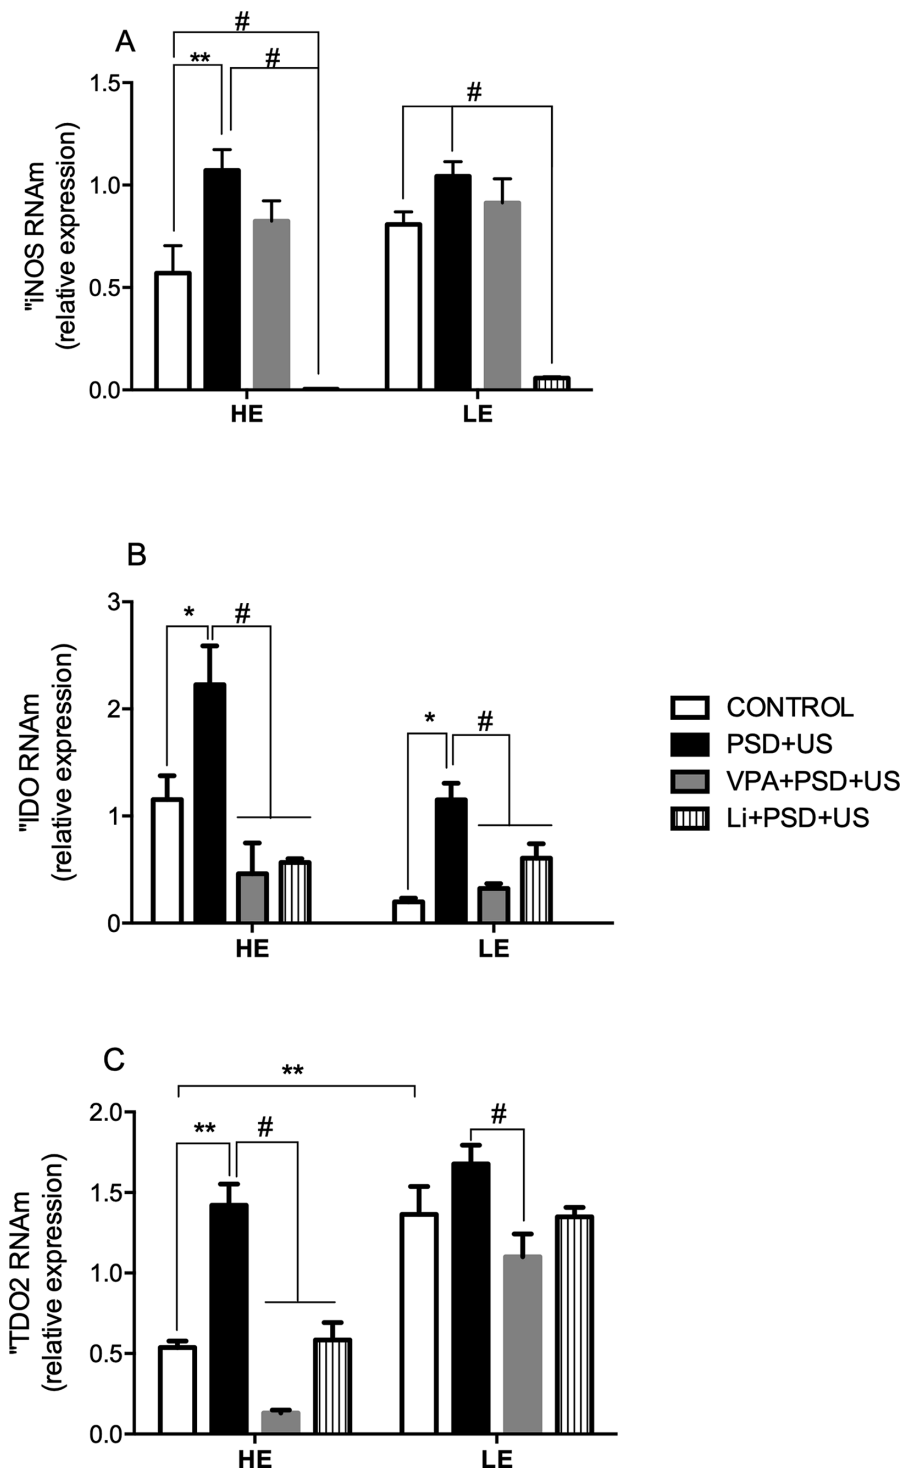 A
#
** #
#
1.5
1.0
0.5
0.0
"iNOS RNAm
(relative expression)
HE LE
B
* #
* #
3
2
1
0
"IDO RNAm
(relative expression)
HE LE
CONTROL
PSD+US
VPA+PSD+US
Li+PSD+US
C
**
** #
#
2.0
1.5
1.0
0.5
0.0
"TDO2 RNAm
(relative expression)
HE LE